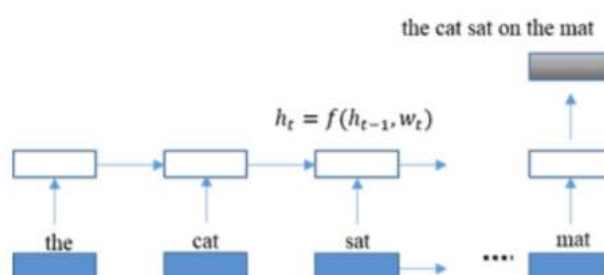 the cat sat on the mat
h_t = f(h_{t-1}, w_t)
the cat sat mat
....